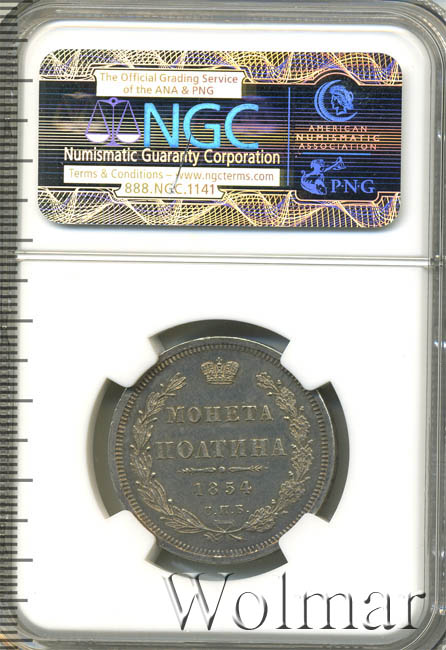 The Official Grading Service
of the ANA & PNG
NGC
Numismatic Guaranty Corporation
Terms & Conditions – www.ngcterms.com
888.NGC.1141
AMERICAN
NUMISMATIC
ASSOCIATION
PNG
МОНЕТА
ПОЛТИНА
1854
С.П.Б.
Wolmar